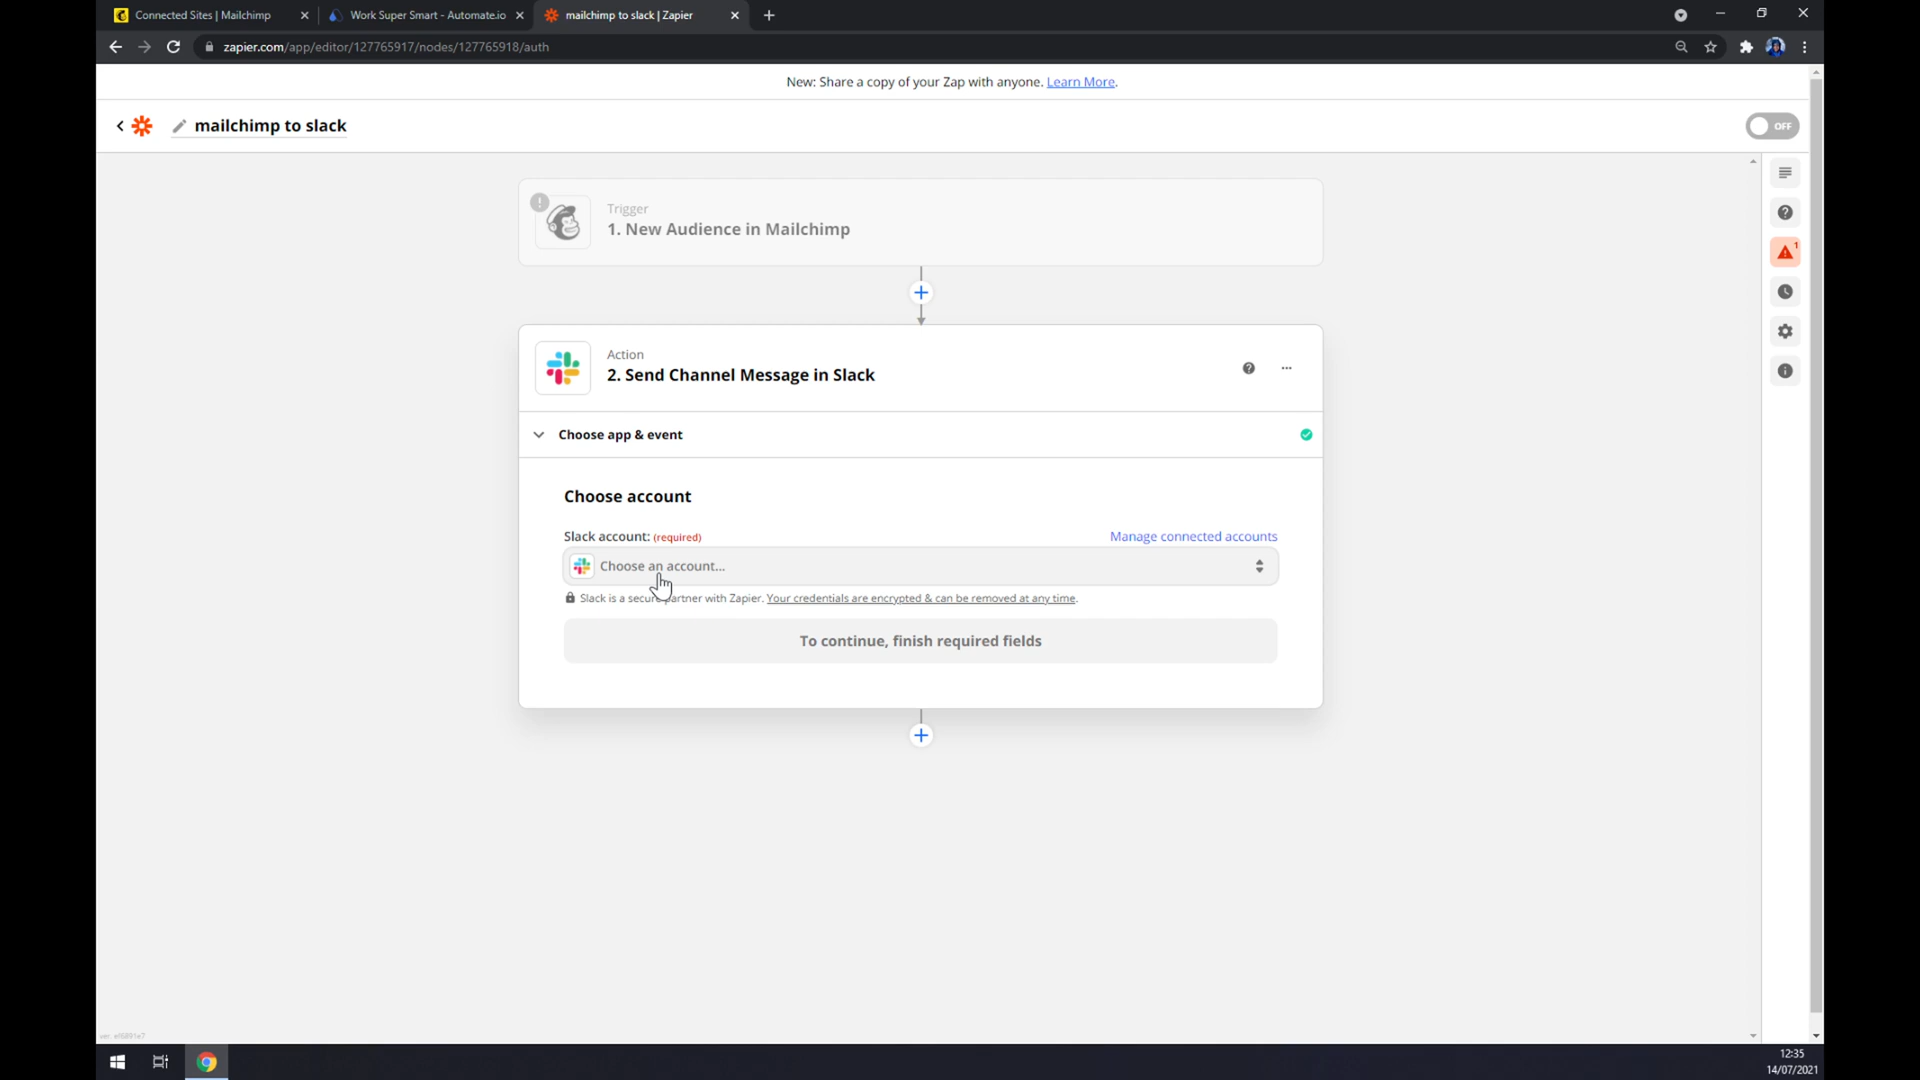 Connected Sites | Mailchimp
Work Super Smart - Automate.io
mailchimp to slack | Zapier
zapier.com/app/editor/127765917/nodes/127765918/auth
New: Share a copy of your Zap with anyone. Learn More.
mailchimp to slack
OFF
Trigger
1. New Audience in Mailchimp
1
Action
2. Send Channel Message in Slack
Choose app & event
Choose account
Slack account: (required)
Manage connected accounts
Choose an account...
Slack is a secure partner with Zapier. Your credentials are encrypted & can be removed at any time.
To continue, finish required fields
12:35
14/07/2021